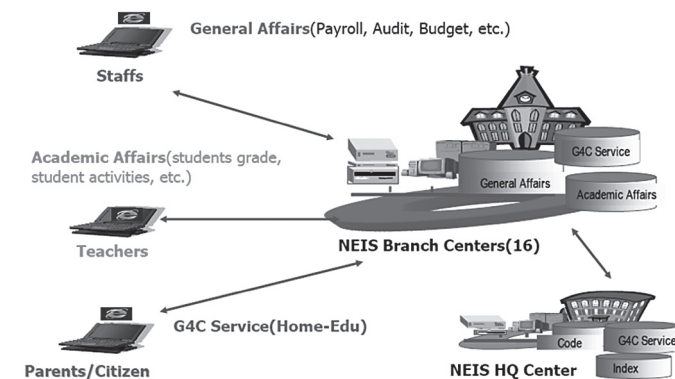 General Affairs(Payroll, Audit, Budget, etc.)
Staffs
Academic Affairs(students grade,
student activities, etc.)
G4C Service
General Affairs
Academic Affairs
Teachers
NEIS Branch Centers(16)
G4C Service(Home-Edu)
Parents/Citizen
Code
G4C Service
Index
NEIS HQ Center